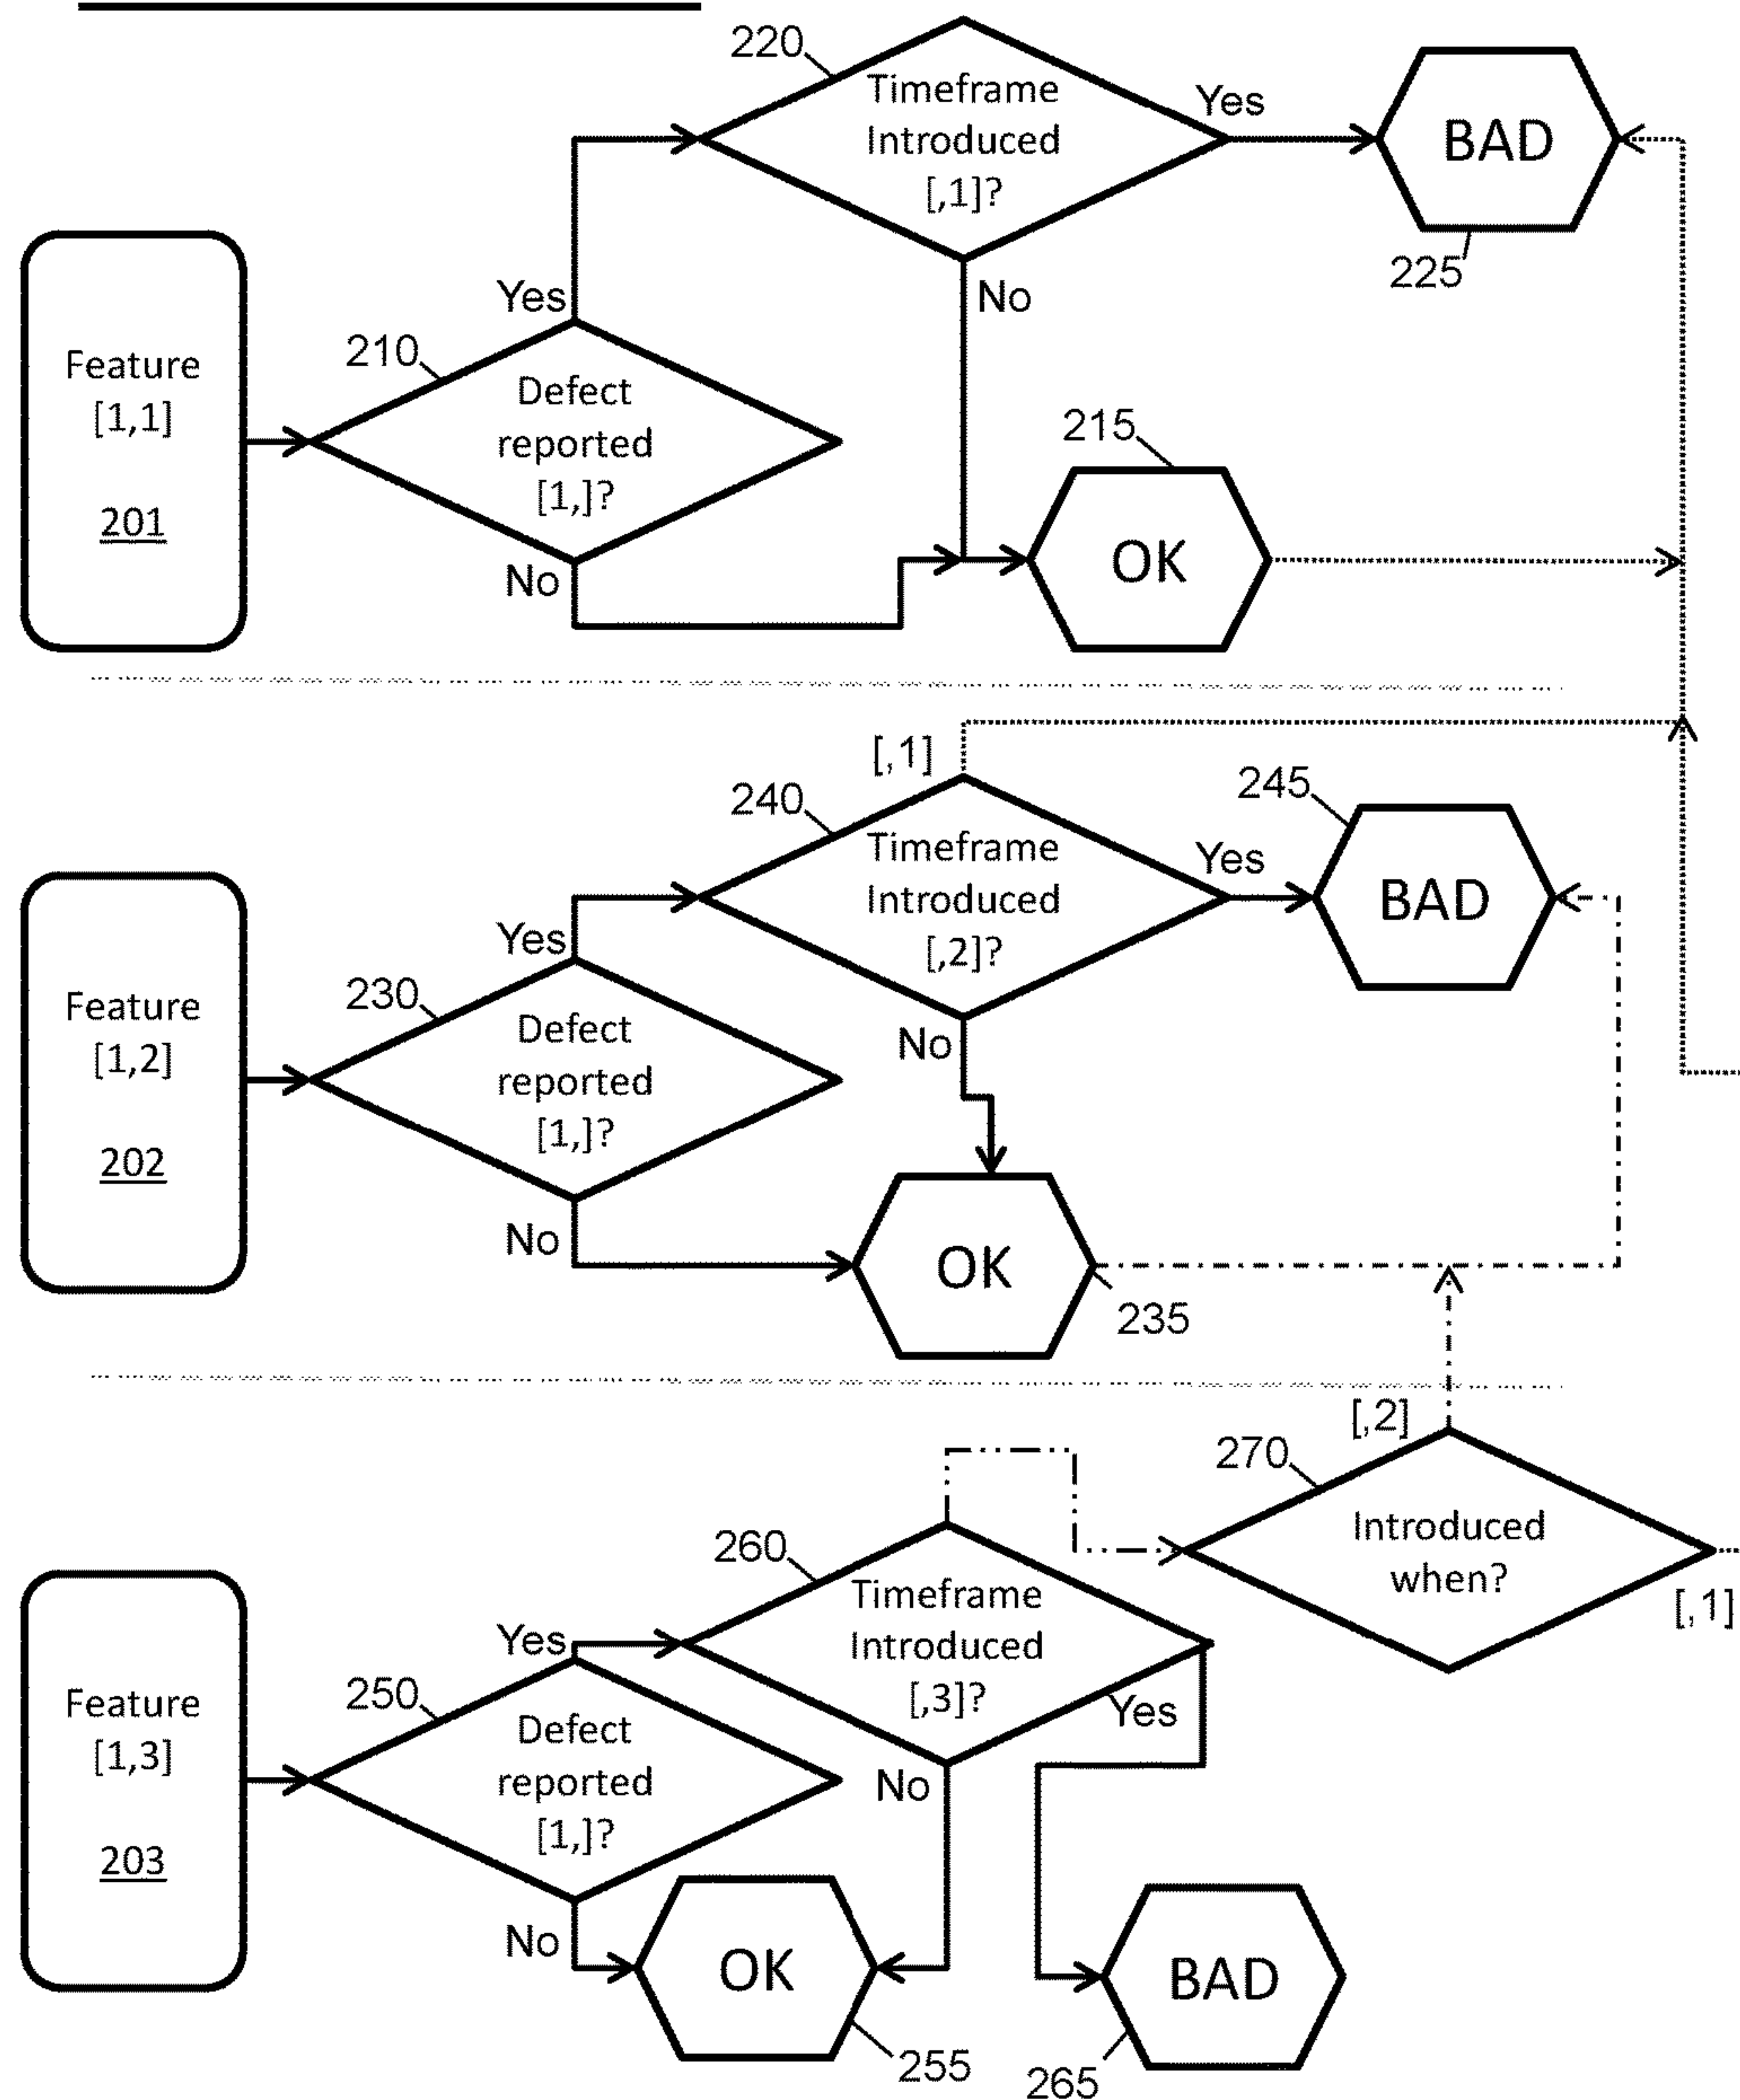 220
Timeframe
Introduced
[,1]?
Yes
BAD
225
No
Yes
Feature
[1,1]
201
210
Defect
reported
[1,]?
No
215
OK
[,1]
240
Timeframe
Introduced
[,2]?
Yes
245
BAD
Yes
No
Feature
[1,2]
202
230
Defect
reported
[1,]?
No
OK
235
[,2]
270
Introduced
when?
[,1]
260
Timeframe
Introduced
[,3]?
Yes
Yes
No
Feature
[1,3]
203
250
Defect
reported
[1,]?
No
OK
255
BAD
265